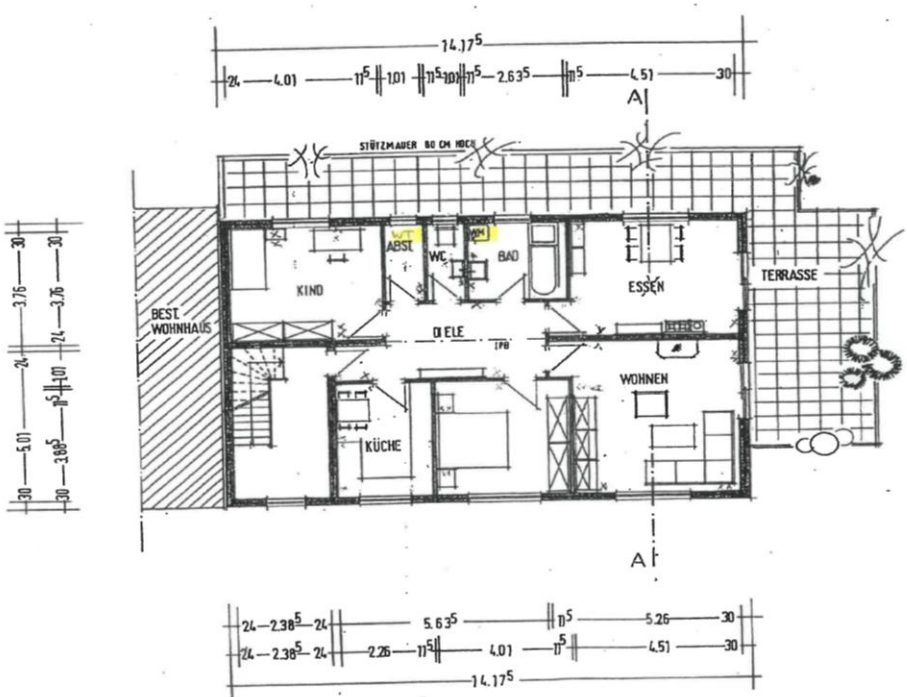 14.17⁵
24 4.01 11⁵ 1,01 11⁵ 1,01 11⁵ 2.63⁵ 11⁵ 4.51 30
A
STÜTZMAUER 80 CM HOCH
WT
ABST.
WC
WM
BAD
ESSEN
TERRASSE
KIND
BEST.
WOHNHAUS
DIELE
WOHNEN
KÜCHE
30 3.76 24 5.01 30
30 3.76 24 1,01 11⁵ 3.88⁵ 30
A
24 2.38⁵ 24 5.63⁵ 11⁵ 5.26 30
24 2.38⁵ 24 2.26 11⁵ 4.01 11⁵ 4.51 30
14.17⁵